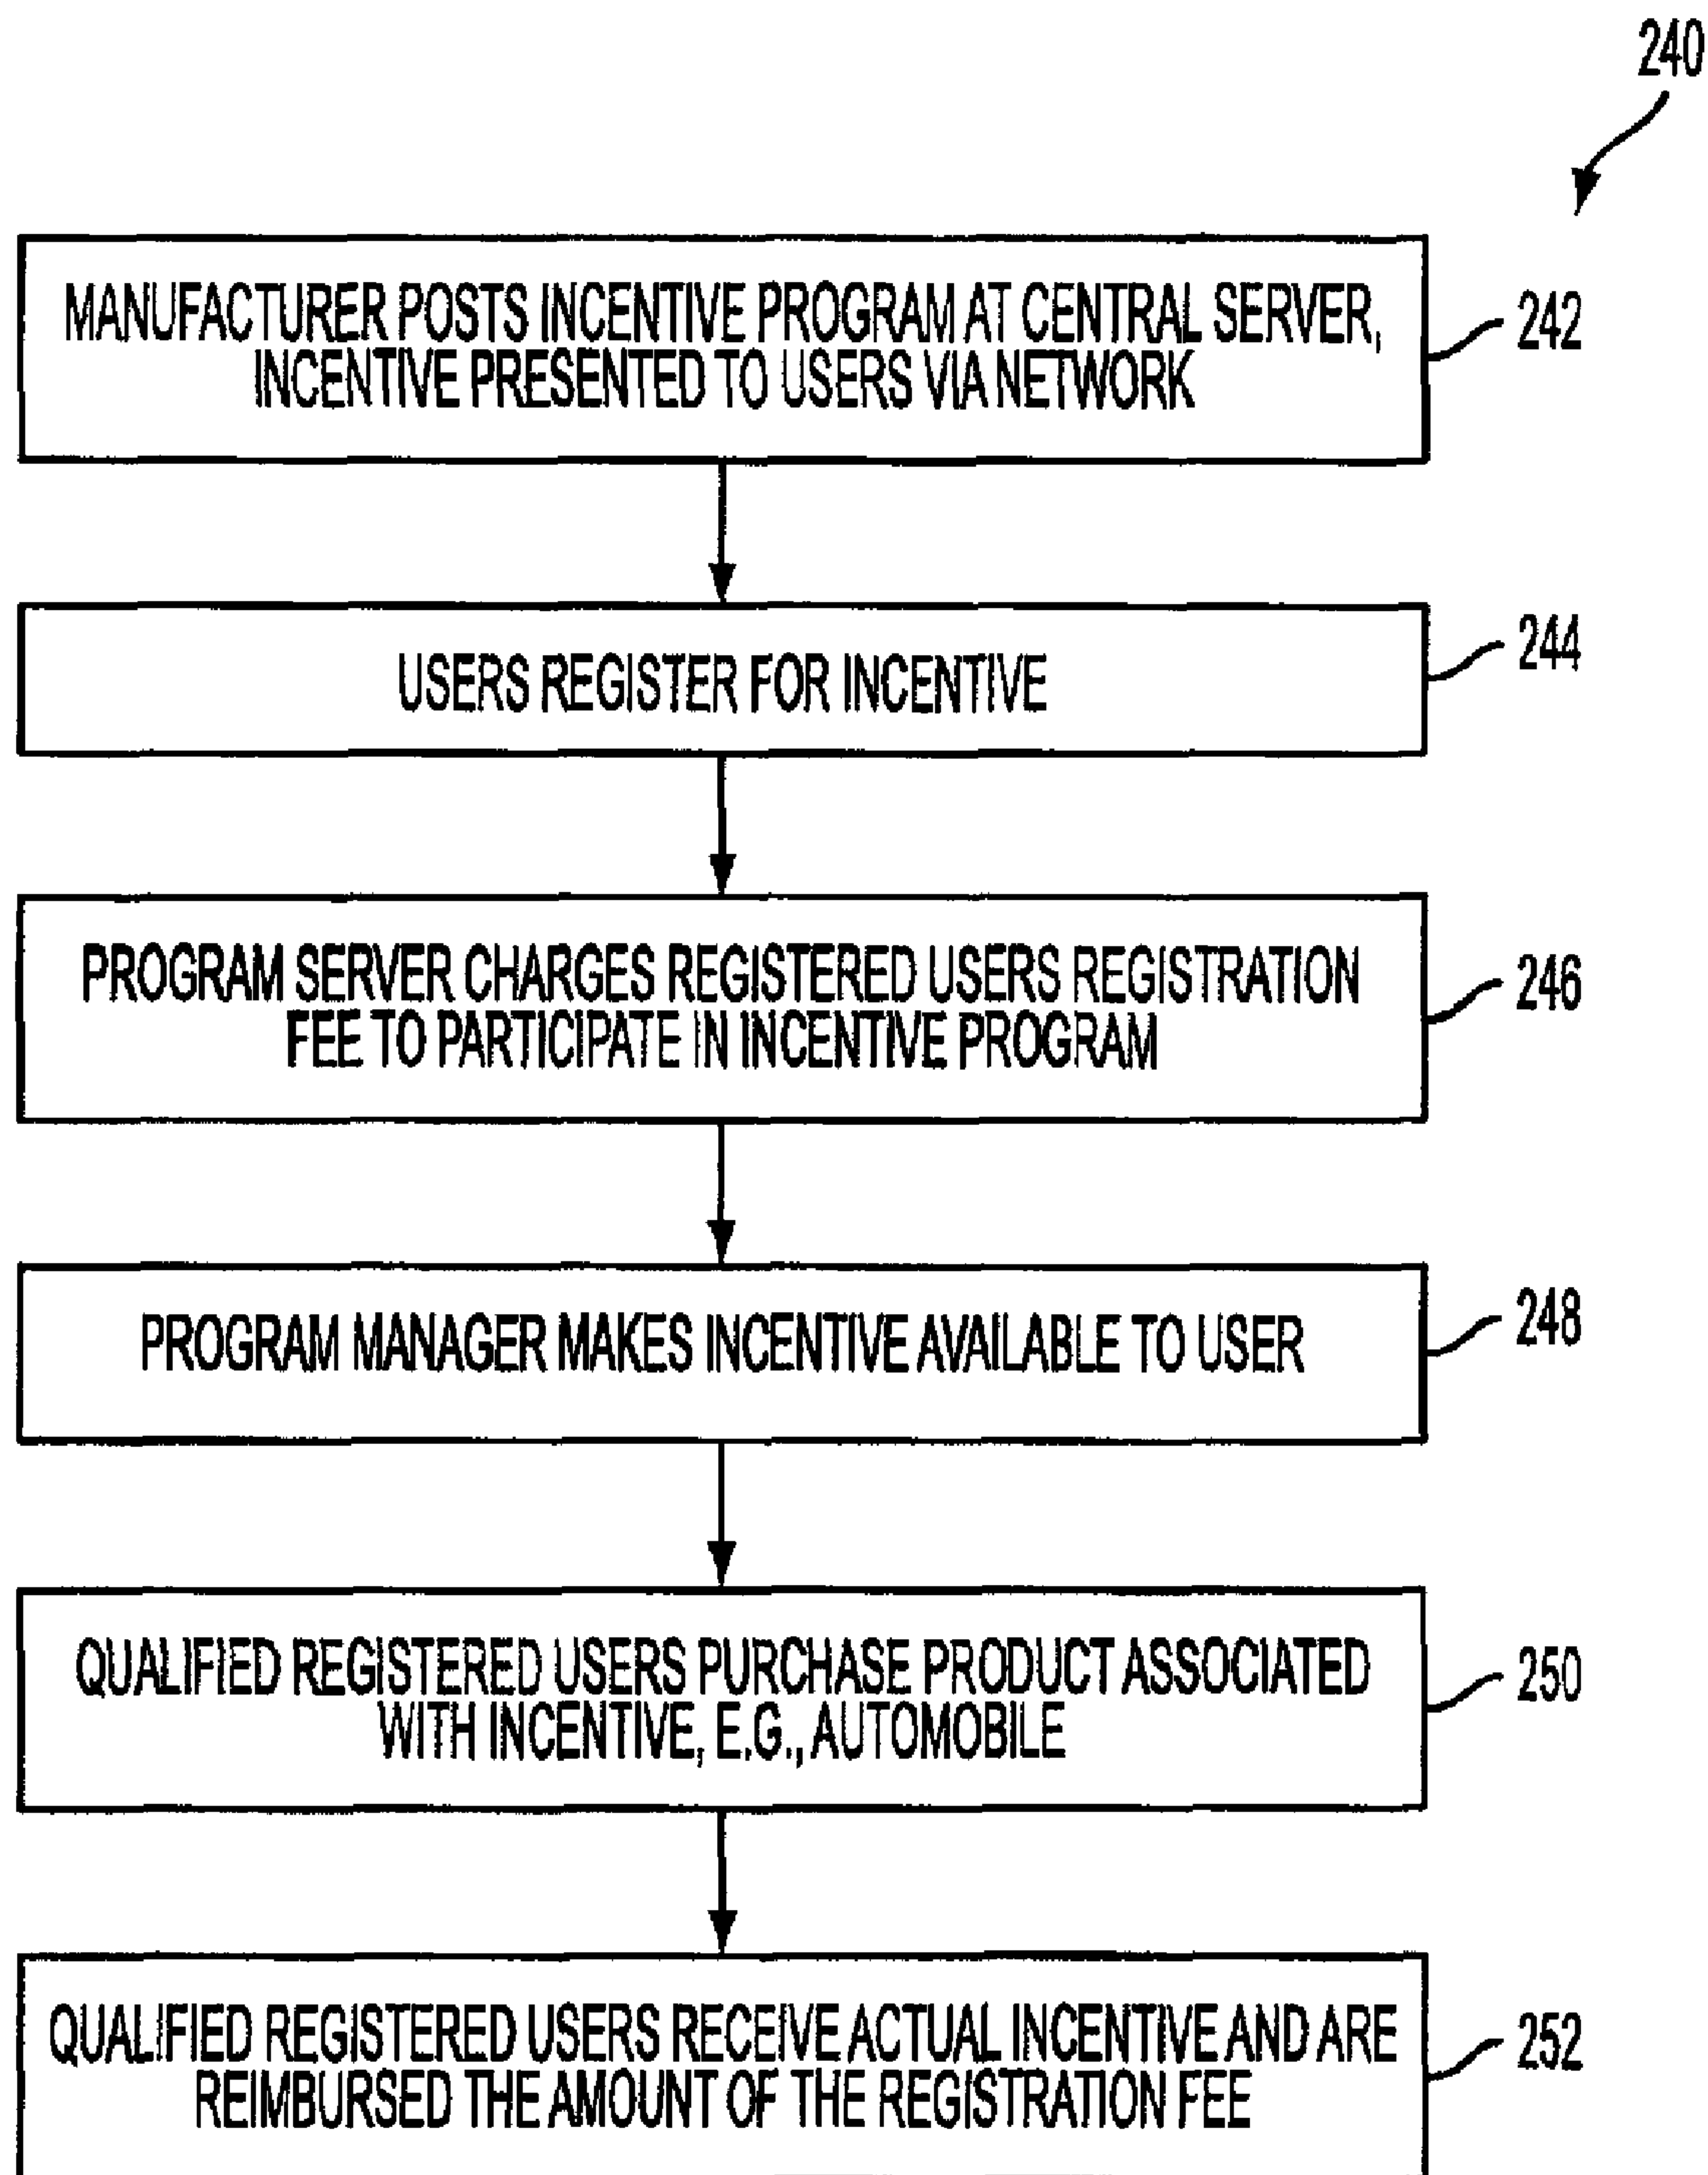 240
MANUFACTURER POSTS INCENTIVE PROGRAM AT CENTRAL SERVER,
INCENTIVE PRESENTED TO USERS VIA NETWORK
242
USERS REGISTER FOR INCENTIVE
244
PROGRAM SERVER CHARGES REGISTERED USERS REGISTRATION
FEE TO PARTICIPATE IN INCENTIVE PROGRAM
246
PROGRAM MANAGER MAKES INCENTIVE AVAILABLE TO USER
248
QUALIFIED REGISTERED USERS PURCHASE PRODUCT ASSOCIATED
WITH INCENTIVE, E.G., AUTOMOBILE
250
QUALIFIED REGISTERED USERS RECEIVE ACTUAL INCENTIVE AND ARE
REIMBURSED THE AMOUNT OF THE REGISTRATION FEE
252